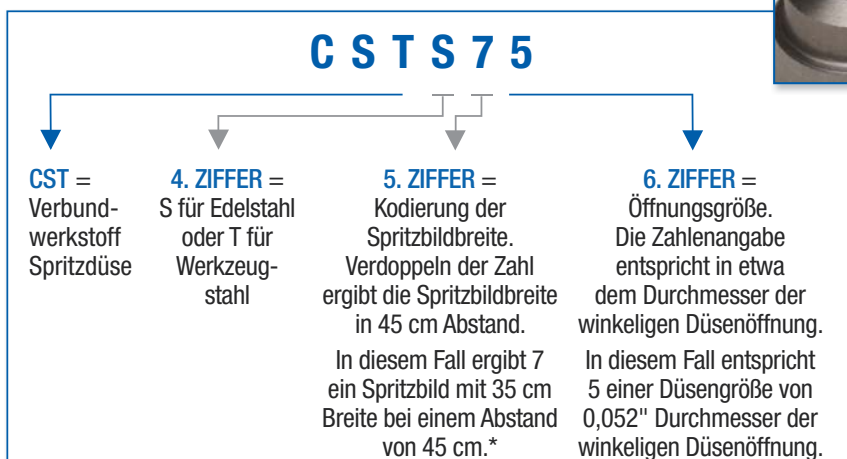 C S T S 7 5
CST =
Verbund-
werkstoff
Spritzdüse
4. ZIFFER =
S für Edelstahl
oder T für
Werkzeug-
stahl
5. ZIFFER =
Kodierung der
Spritzbildbreite.
Verdoppeln der Zahl
ergibt die Spritzbildbreite
in 45 cm Abstand.
In diesem Fall ergibt 7
ein Spritzbild mit 35 cm
Breite bei einem Abstand
von 45 cm.*
6. ZIFFER =
Öffnungsgröße.
Die Zahlenangabe
entspricht in etwa
dem Durchmesser der
winkeligen Düsenöffnung.
In diesem Fall entspricht
5 einer Düsengröße von
0,052" Durchmesser der
winkeligen Düsenöffnung.